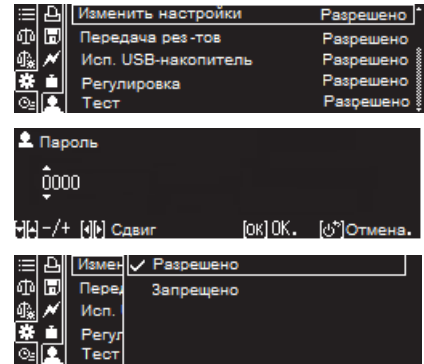 Изменить настройки Разрешено
Передача рез-тов Разрешено
Исп. USB-накопитель Разрешено
Регулировка Разрешено
Тест Разрешено
Пароль
0000
-/+ Сдвиг [OK]OK. Отмена.
Измен ✓ Разрешено
Перед Запрещено
Исп.
Регул
Тест